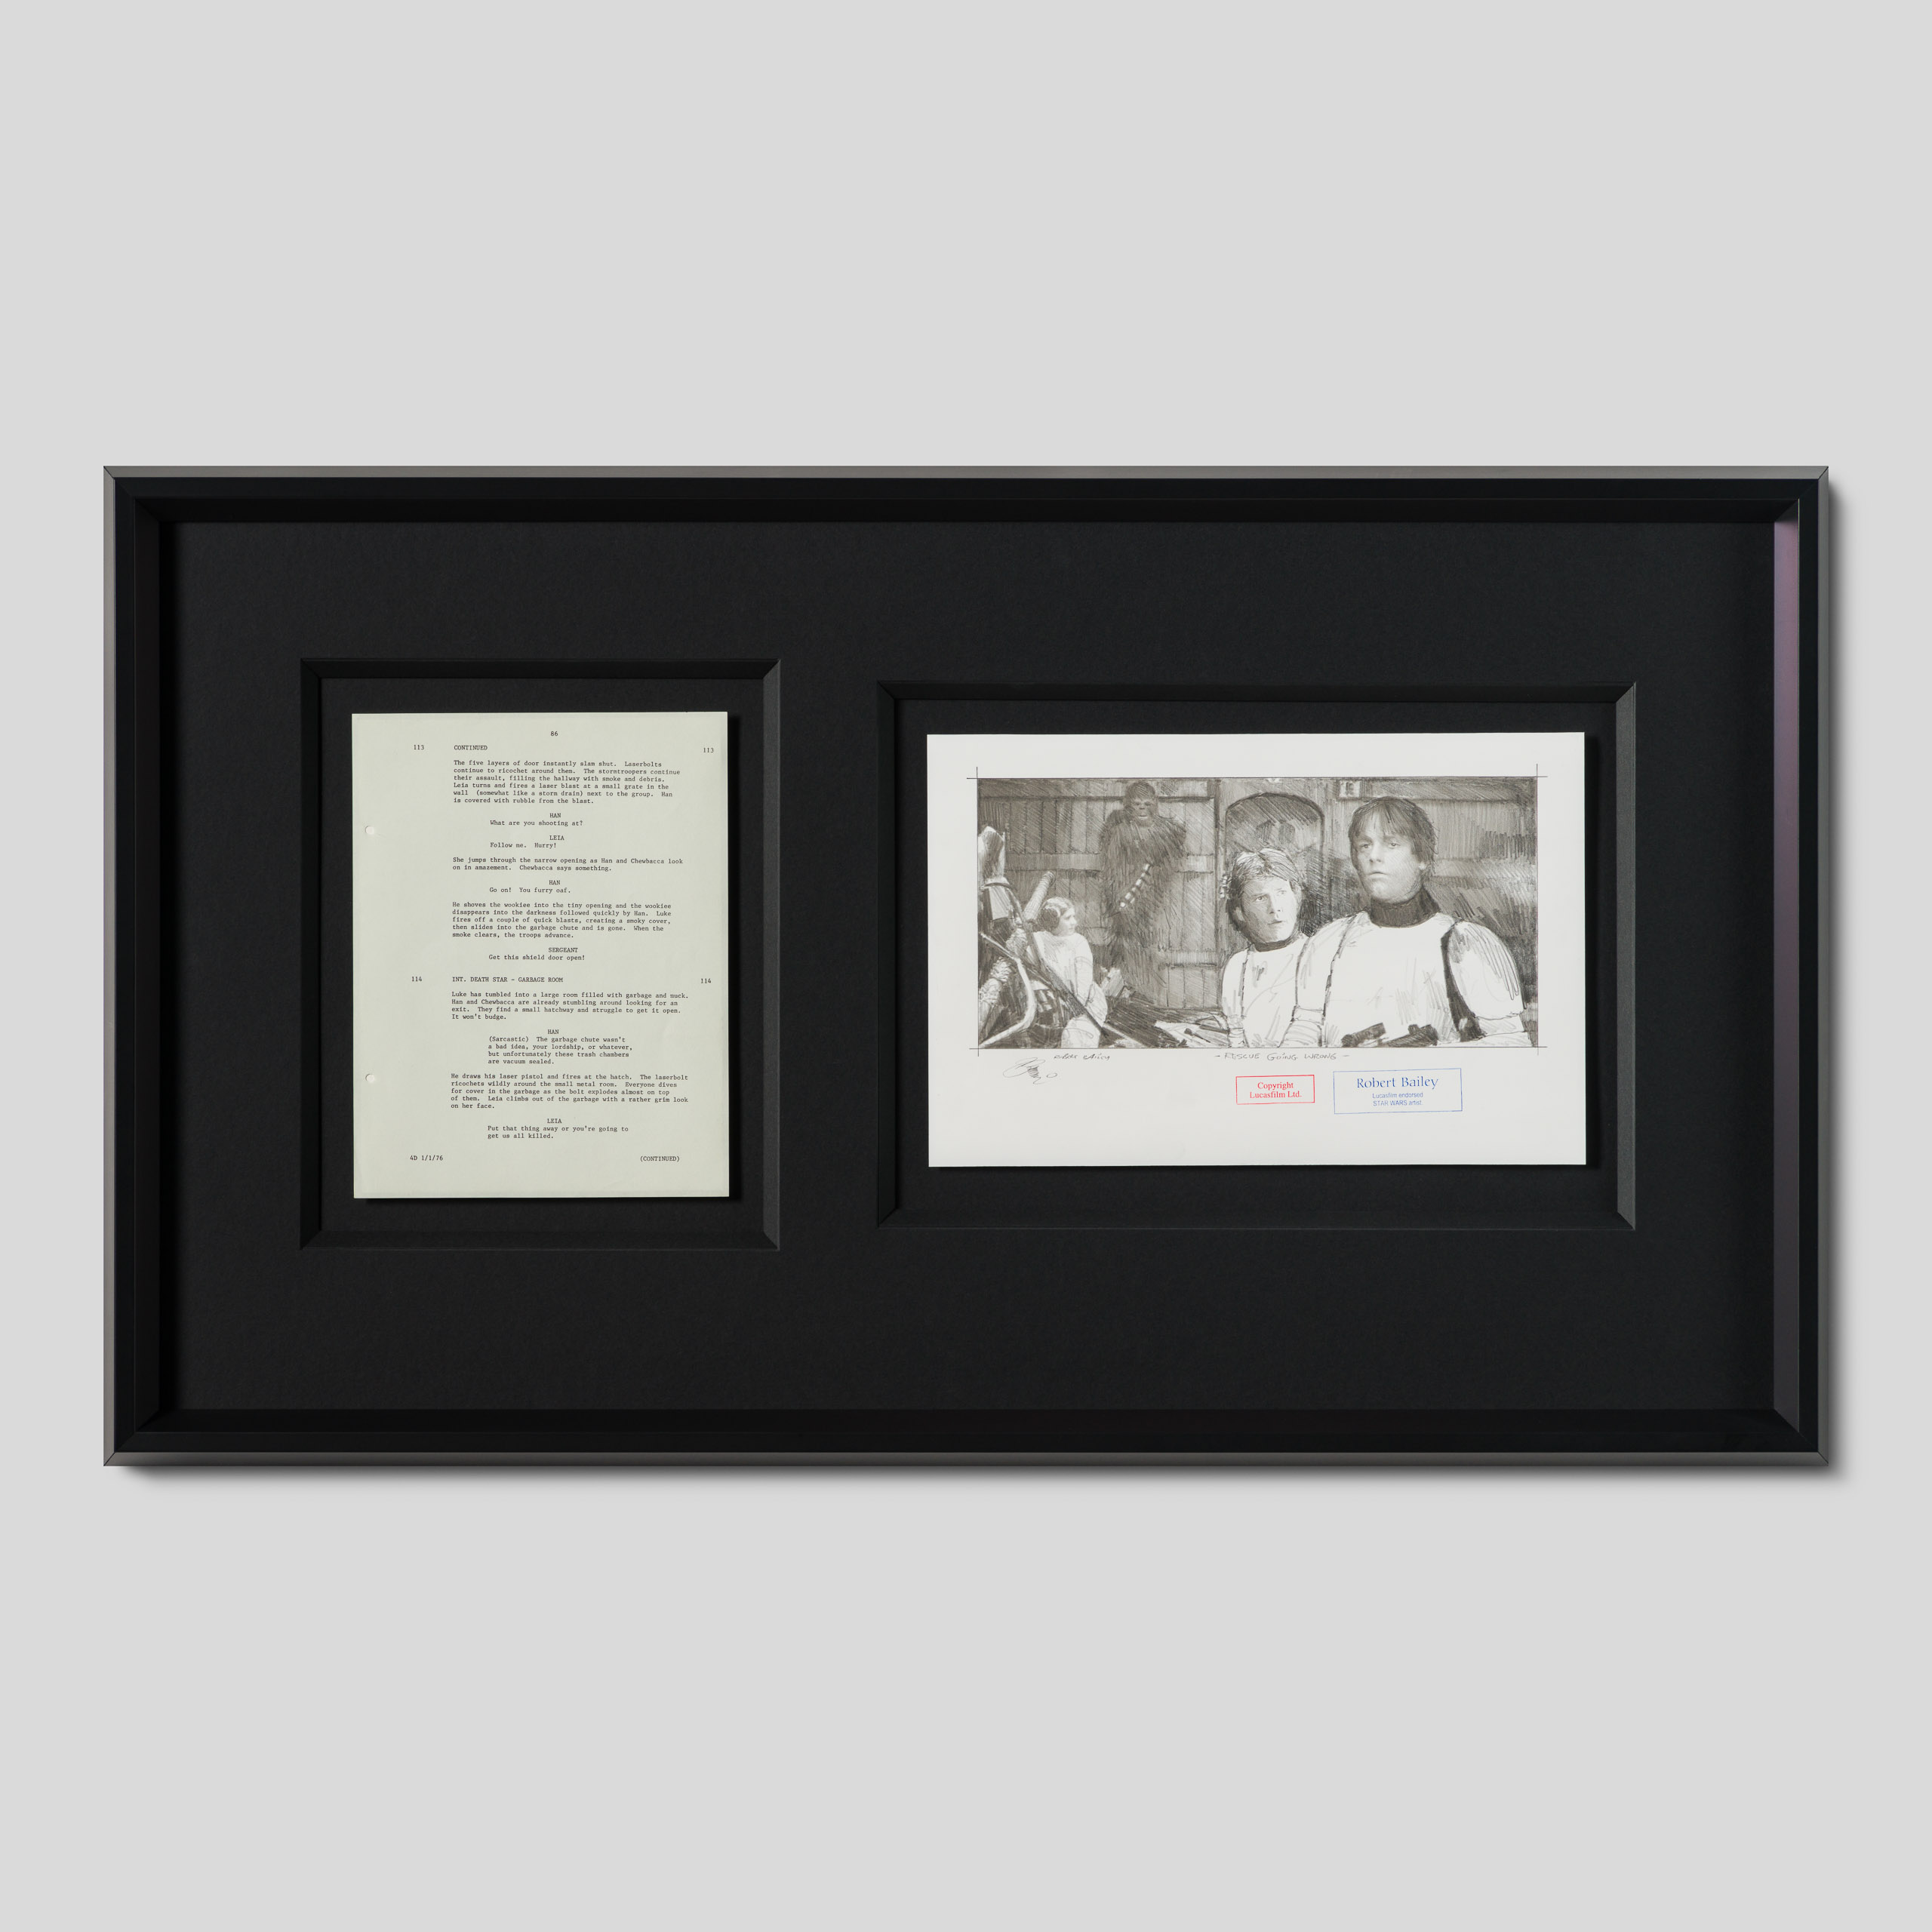 86
113 CONTINUED 113
The five layers of door instantly slam shut. Laserbolts
continue to ricochet around them. The stormtroopers continue
their assault, filling the hallway with smoke and debris.
Leia turns and fires a laser blast at a small grate in the
wall (somewhat like a storm drain) next to the group. Han
is covered with rubble from the blast.
HAN
What are you shooting at?
LEIA
Follow me. Hurry!
She jumps through the narrow opening as Han and Chewbacca look
on in amazement. Chewbacca says something.
HAN
Go on! You furry oaf.
He shoves the wookiee into the tiny opening and the wookiee
disappears into the darkness followed quickly by Han. Luke
fires off a couple of quick blasts, creating a smoky cover,
then slides into the garbage chute and is gone. When the
smoke clears, the troops advance.
SERGEANT
Get this shield door open!
114 INT. DEATH STAR - GARBAGE ROOM 114
Luke has tumbled into a large room filled with garbage and muck.
Han and Chewbacca are already stumbling around looking for an
exit. They find a small hatchway and struggle to get it open.
It won't budge.
HAN
(Sarcastic) The garbage chute wasn't
a bad idea, your lordship, or whatever,
but unfortunately these trash chambers
are vacuum sealed.
He draws his laser pistol and fires at the hatch. The laserbolt
ricochets wildly around the small metal room. Everyone dives
for cover in the garbage as the bolt explodes almost on top
of them. Leia climbs out of the garbage with a rather grim look
on her face.
LEIA
Put that thing away or you're going to
get us all killed.
4D 1/1/76 (CONTINUED)
- RESCUE GOING WRONG -
Copyright
Lucasfilm Ltd.
Robert Bailey
Lucasfilm endorsed
STAR WARS artist